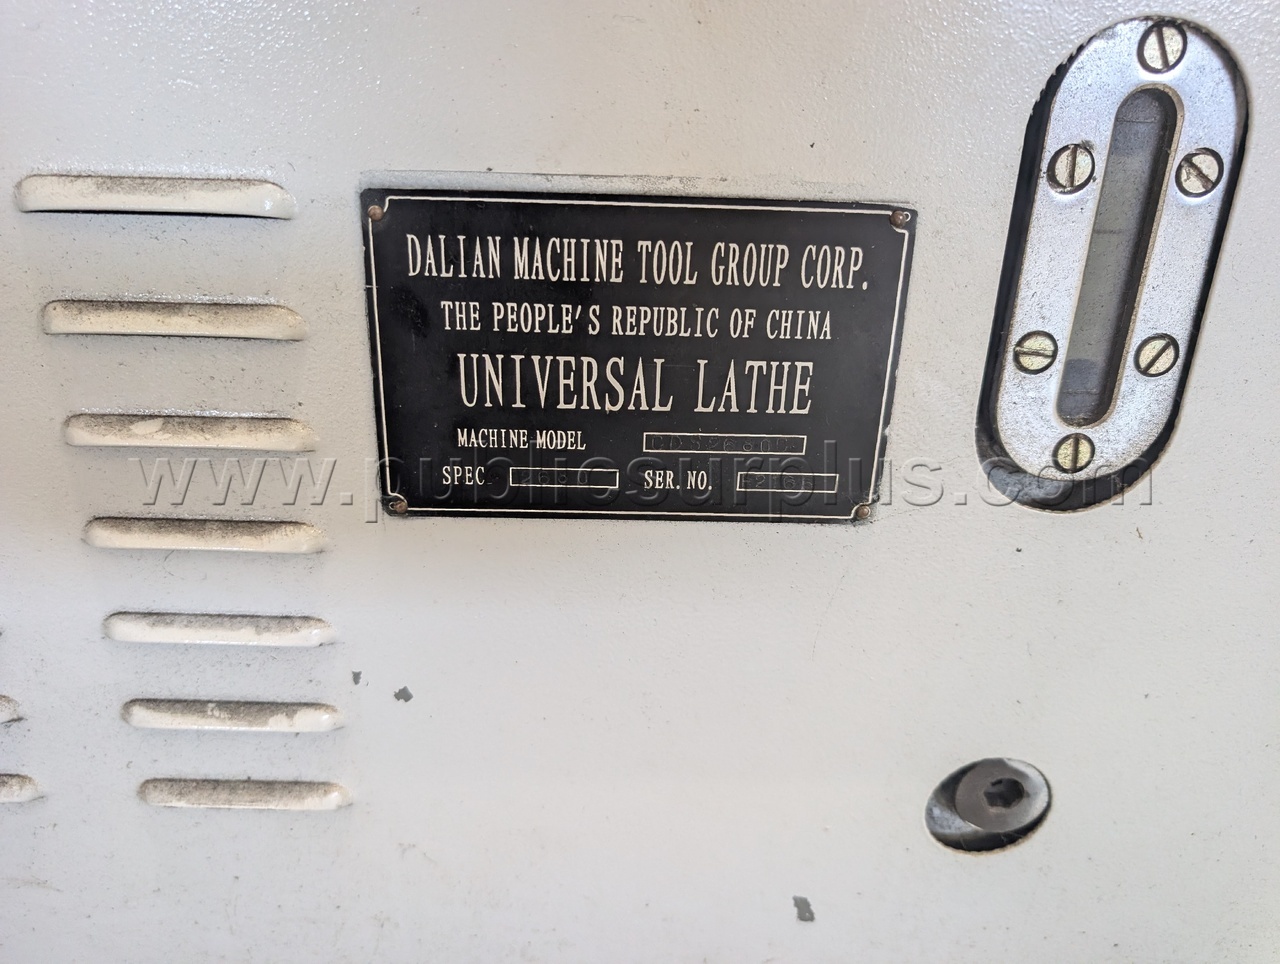 DALIAN MACHINE TOOL GROUP CORP.
THE PEOPLE'S REPUBLIC OF CHINA
UNIVERSAL LATHE
MACHINE MODEL
SPEC 2680 SER. NO.
www.publicsurplus.com